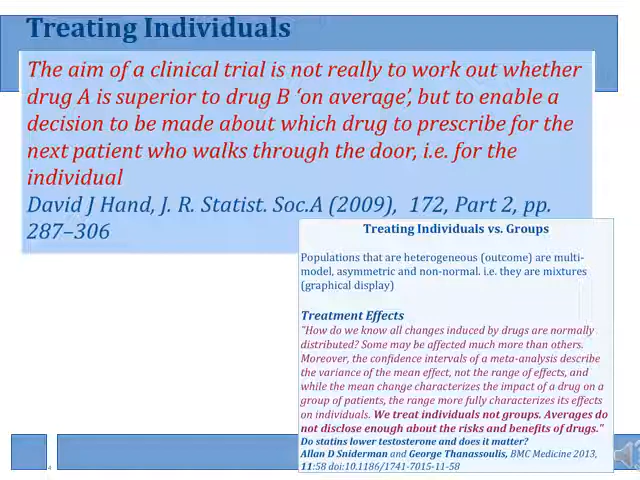 Treating Individuals
The aim of a clinical trial is not really to work out whether
drug A is superior to drug B ‘on average’, but to enable a
decision to be made about which drug to prescribe for the
next patient who walks through the door, i.e. for the
individual
David J Hand, J. R. Statist. Soc.A (2009),  172, Part 2, pp.
287–306
Treating Individuals vs. Groups
Populations that are heterogeneous (outcome) are multi-
model, asymmetric and non-normal. i.e. they are mixtures
(graphical display)
Treatment Effects
"How do we know all changes induced by drugs are normally
distributed? Some may be affected much more than others.
Moreover, the confidence intervals of a meta-analysis describe
the variance of the mean effect, not the range of effects, and
while the mean change characterizes the impact of a drug on a
group of patients, the range more fully characterizes its effects
on individuals. We treat individuals not groups. Averages do
not disclose enough about the risks and benefits of drugs."
Do statins lower testosterone and does it matter?
Allan D Sniderman and George Thanassoulis, BMC Medicine 2013,
11:58 doi:10.1186/1741-7015-11-58
4